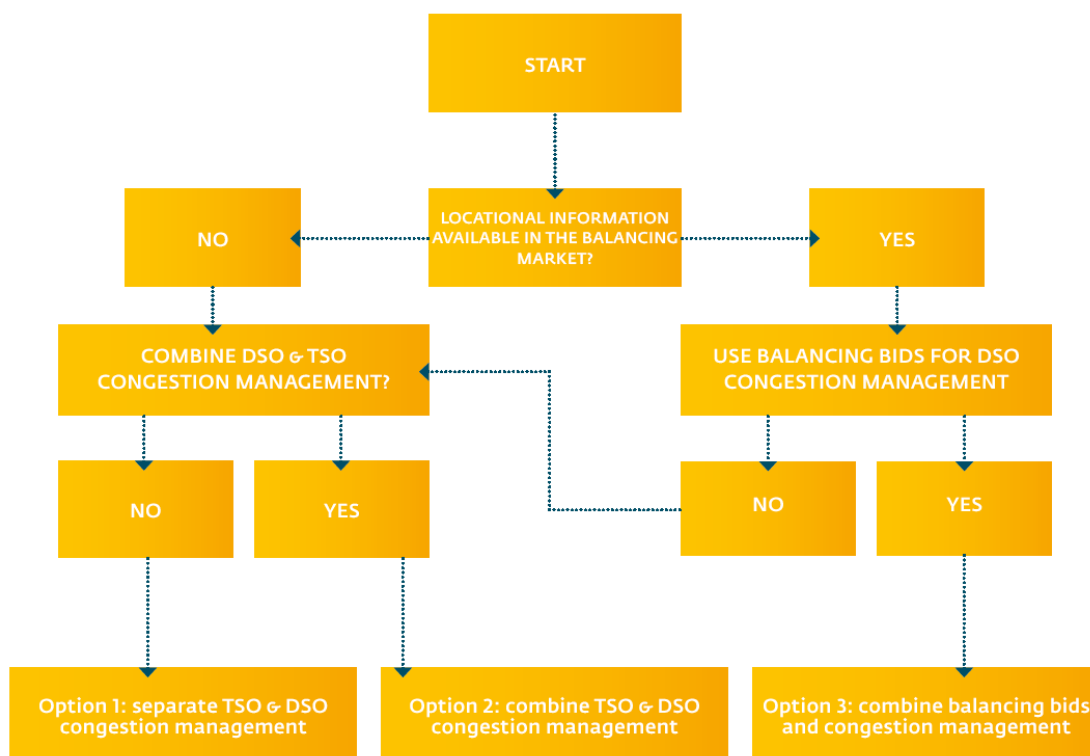 START
NO
LOCATIONAL INFORMATION
AVAILABLE IN THE BALANCING
MARKET?
YES
COMBINE DSO & TSO
CONGESTION MANAGEMENT?
USE BALANCING BIDS FOR DSO
CONGESTION MANAGEMENT
NO
YES
NO
YES
Option 1: separate TSO & DSO
congestion management
Option 2: combine TSO & DSO
congestion management
Option 3: combine balancing bids
and congestion management